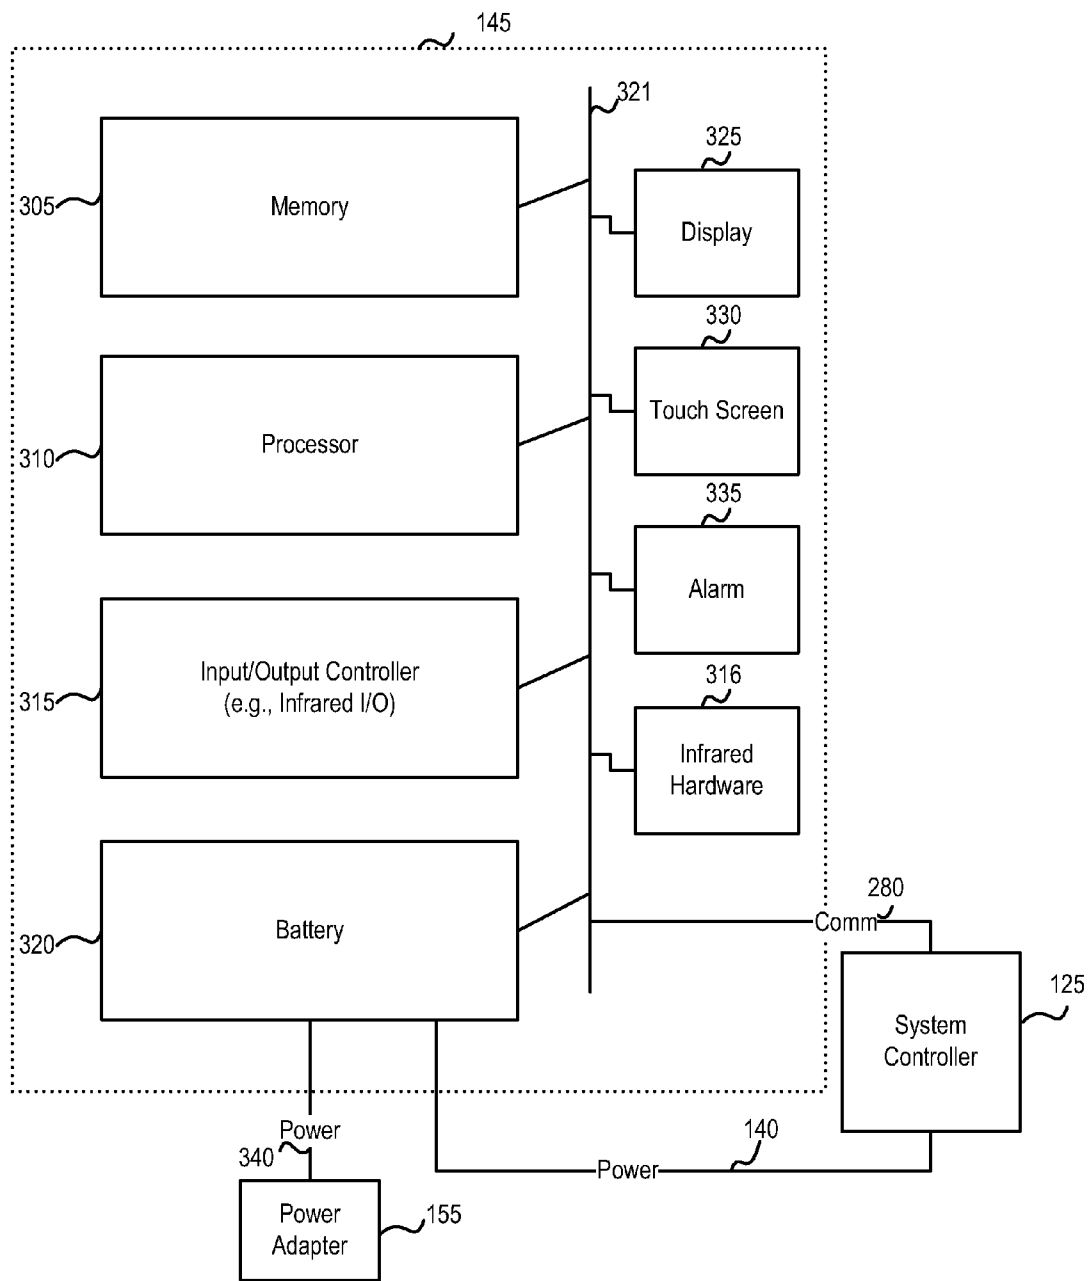 145
321
325
305
Memory
Display
330
Touch Screen
310
Processor
335
Alarm
315
Input/Output Controller
(e.g., Infrared I/O)
316
Infrared
Hardware
320
Battery
280
Comm
125
System
Controller
Power
340
140
Power
155
Power
Adapter